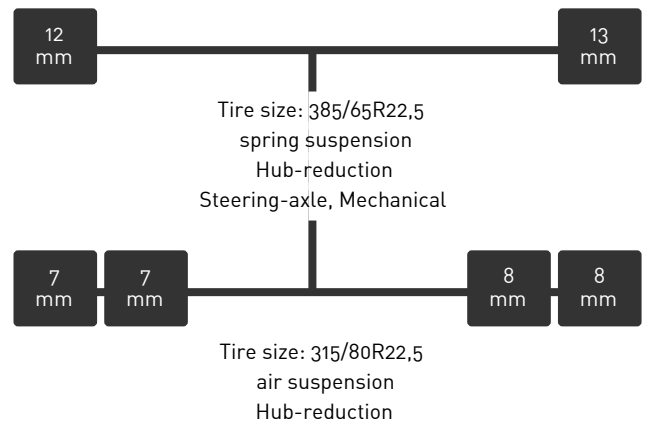 12
mm
13
mm
Tire size: 385/65R22,5
spring suspension
Hub-reduction
Steering-axle, Mechanical
7
mm
7
mm
8
mm
8
mm
Tire size: 315/80R22,5
air suspension
Hub-reduction